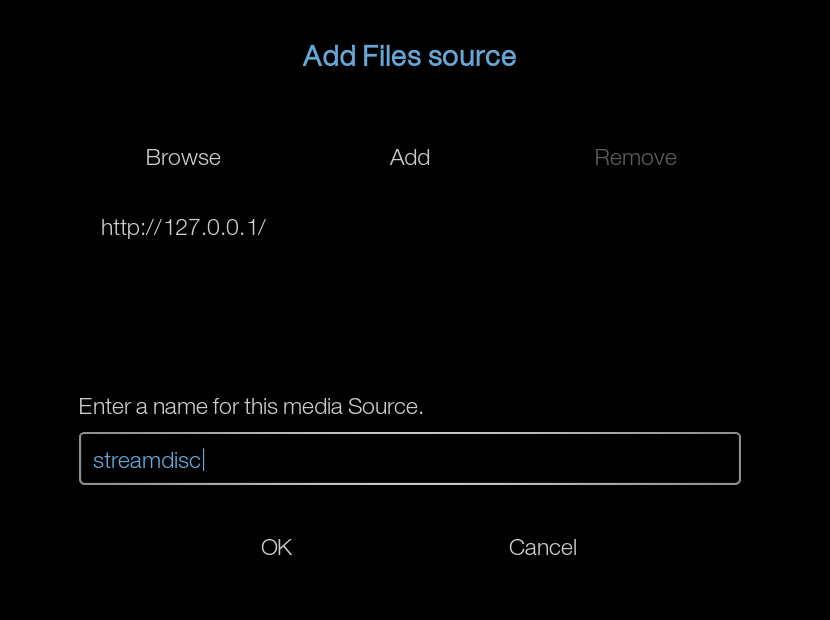 Add Files source
Browse Add Remove
http://127.0.0.1/
Enter a name for this media Source.
streamdisc
OK Cancel